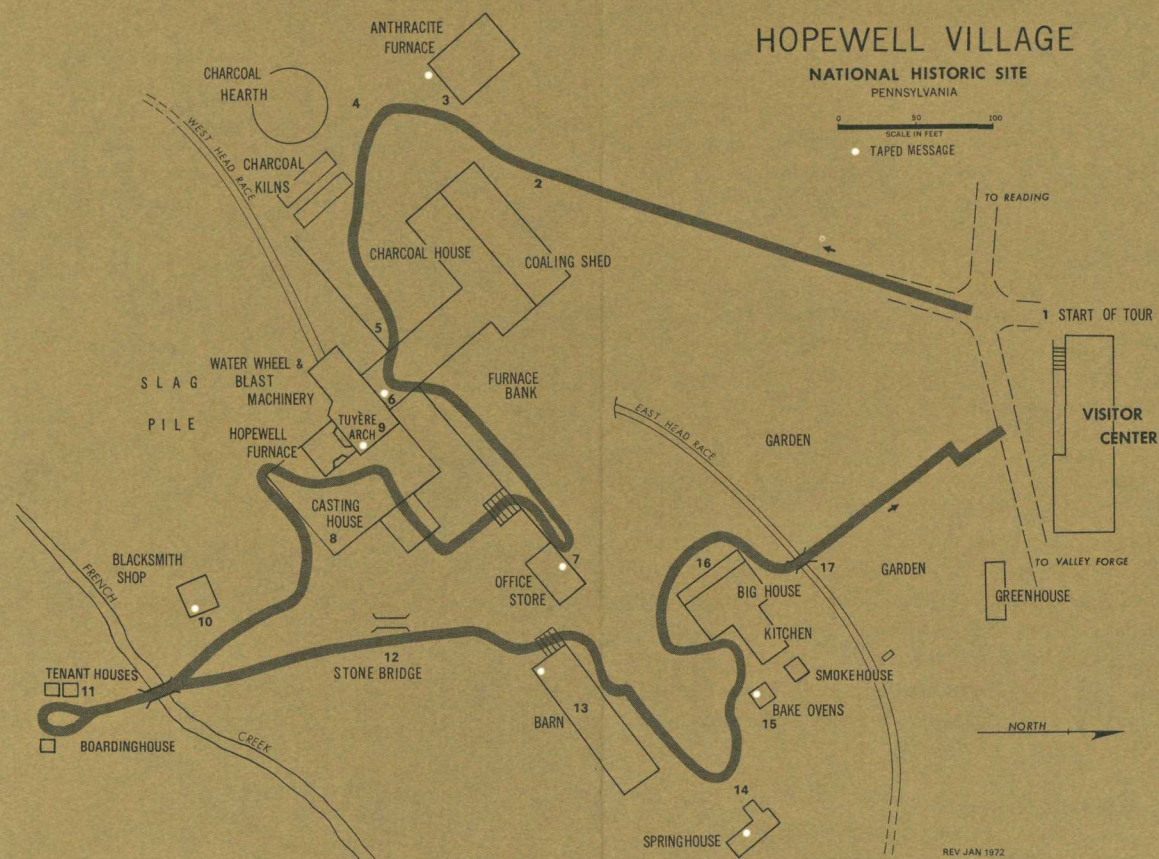 HOPEWELL VILLAGE
NATIONAL HISTORIC SITE
PENNSYLVANIA
0 50 100
SCALE IN FEET
TAPED MESSAGE
ANTHRACITE
FURNACE
3
CHARCOAL
HEARTH
4
WEST HEAD RACE
CHARCOAL
KILNS
2
TO READING
CHARCOAL HOUSE
COALING SHED
1 START OF TOUR
5
WATER WHEEL &
BLAST
MACHINERY
SLAG
PILE
6
FURNACE
BANK
TUYÈRE
ARCH 9
HOPEWELL
FURNACE
EAST HEAD RACE
GARDEN
VISITOR
CENTER
CASTING
HOUSE
8
7
OFFICE
STORE
BLACKSMITH
SHOP
10
FRENCH
CREEK
16
BIG HOUSE
17
GARDEN
TO VALLEY FORGE
GREENHOUSE
KITCHEN
12
STONE BRIDGE
TENANT HOUSES
11
SMOKEHOUSE
BAKE OVENS
15
13
BARN
NORTH
BOARDINGHOUSE
14
SPRINGHOUSE
REV JAN 1972